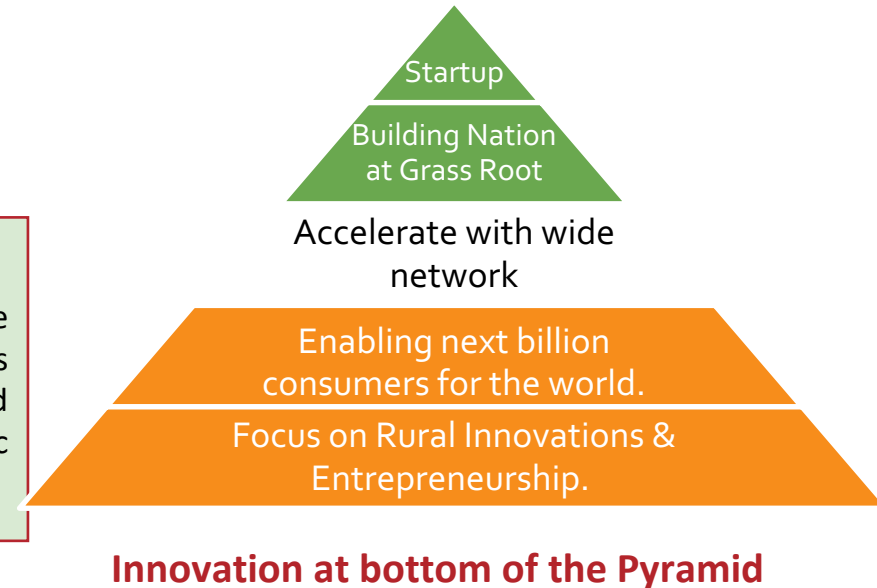 Startup
Building Nation
at Grass Root
Accelerate with wide
network
e
s
d
c
Enabling next billion
consumers for the world.
Focus on Rural Innovations &
Entrepreneurship.
Innovation at bottom of the Pyramid